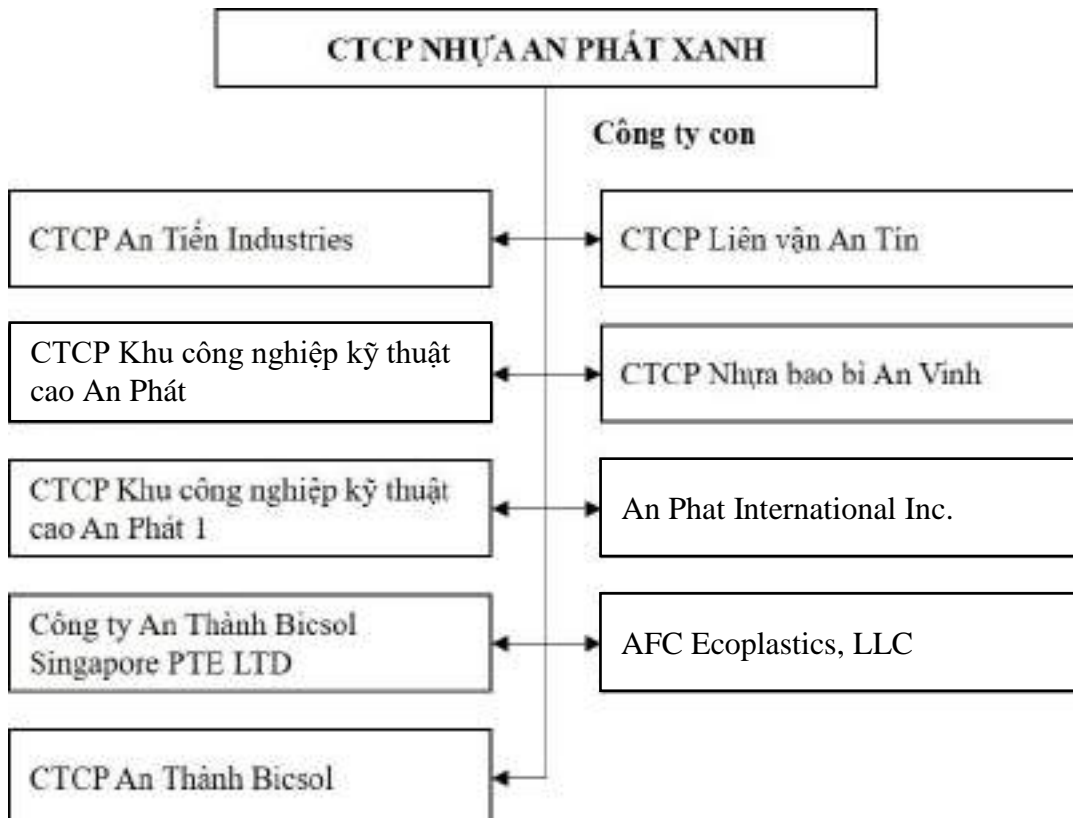 CTCP NHỰA AN PHÁT XANH
Công ty con
CTCP An Tiến Industries
CTCP Liên vận An Tín
CTCP Khu công nghiệp kỹ thuật
cao An Phát
CTCP Nhựa bao bì An Vinh
CTCP Khu công nghiệp kỹ thuật
cao An Phát 1
An Phat International Inc.
Công ty An Thành Bicsol
Singapore PTE LTD
AFC Ecoplastics, LLC
CTCP An Thành Bicsol